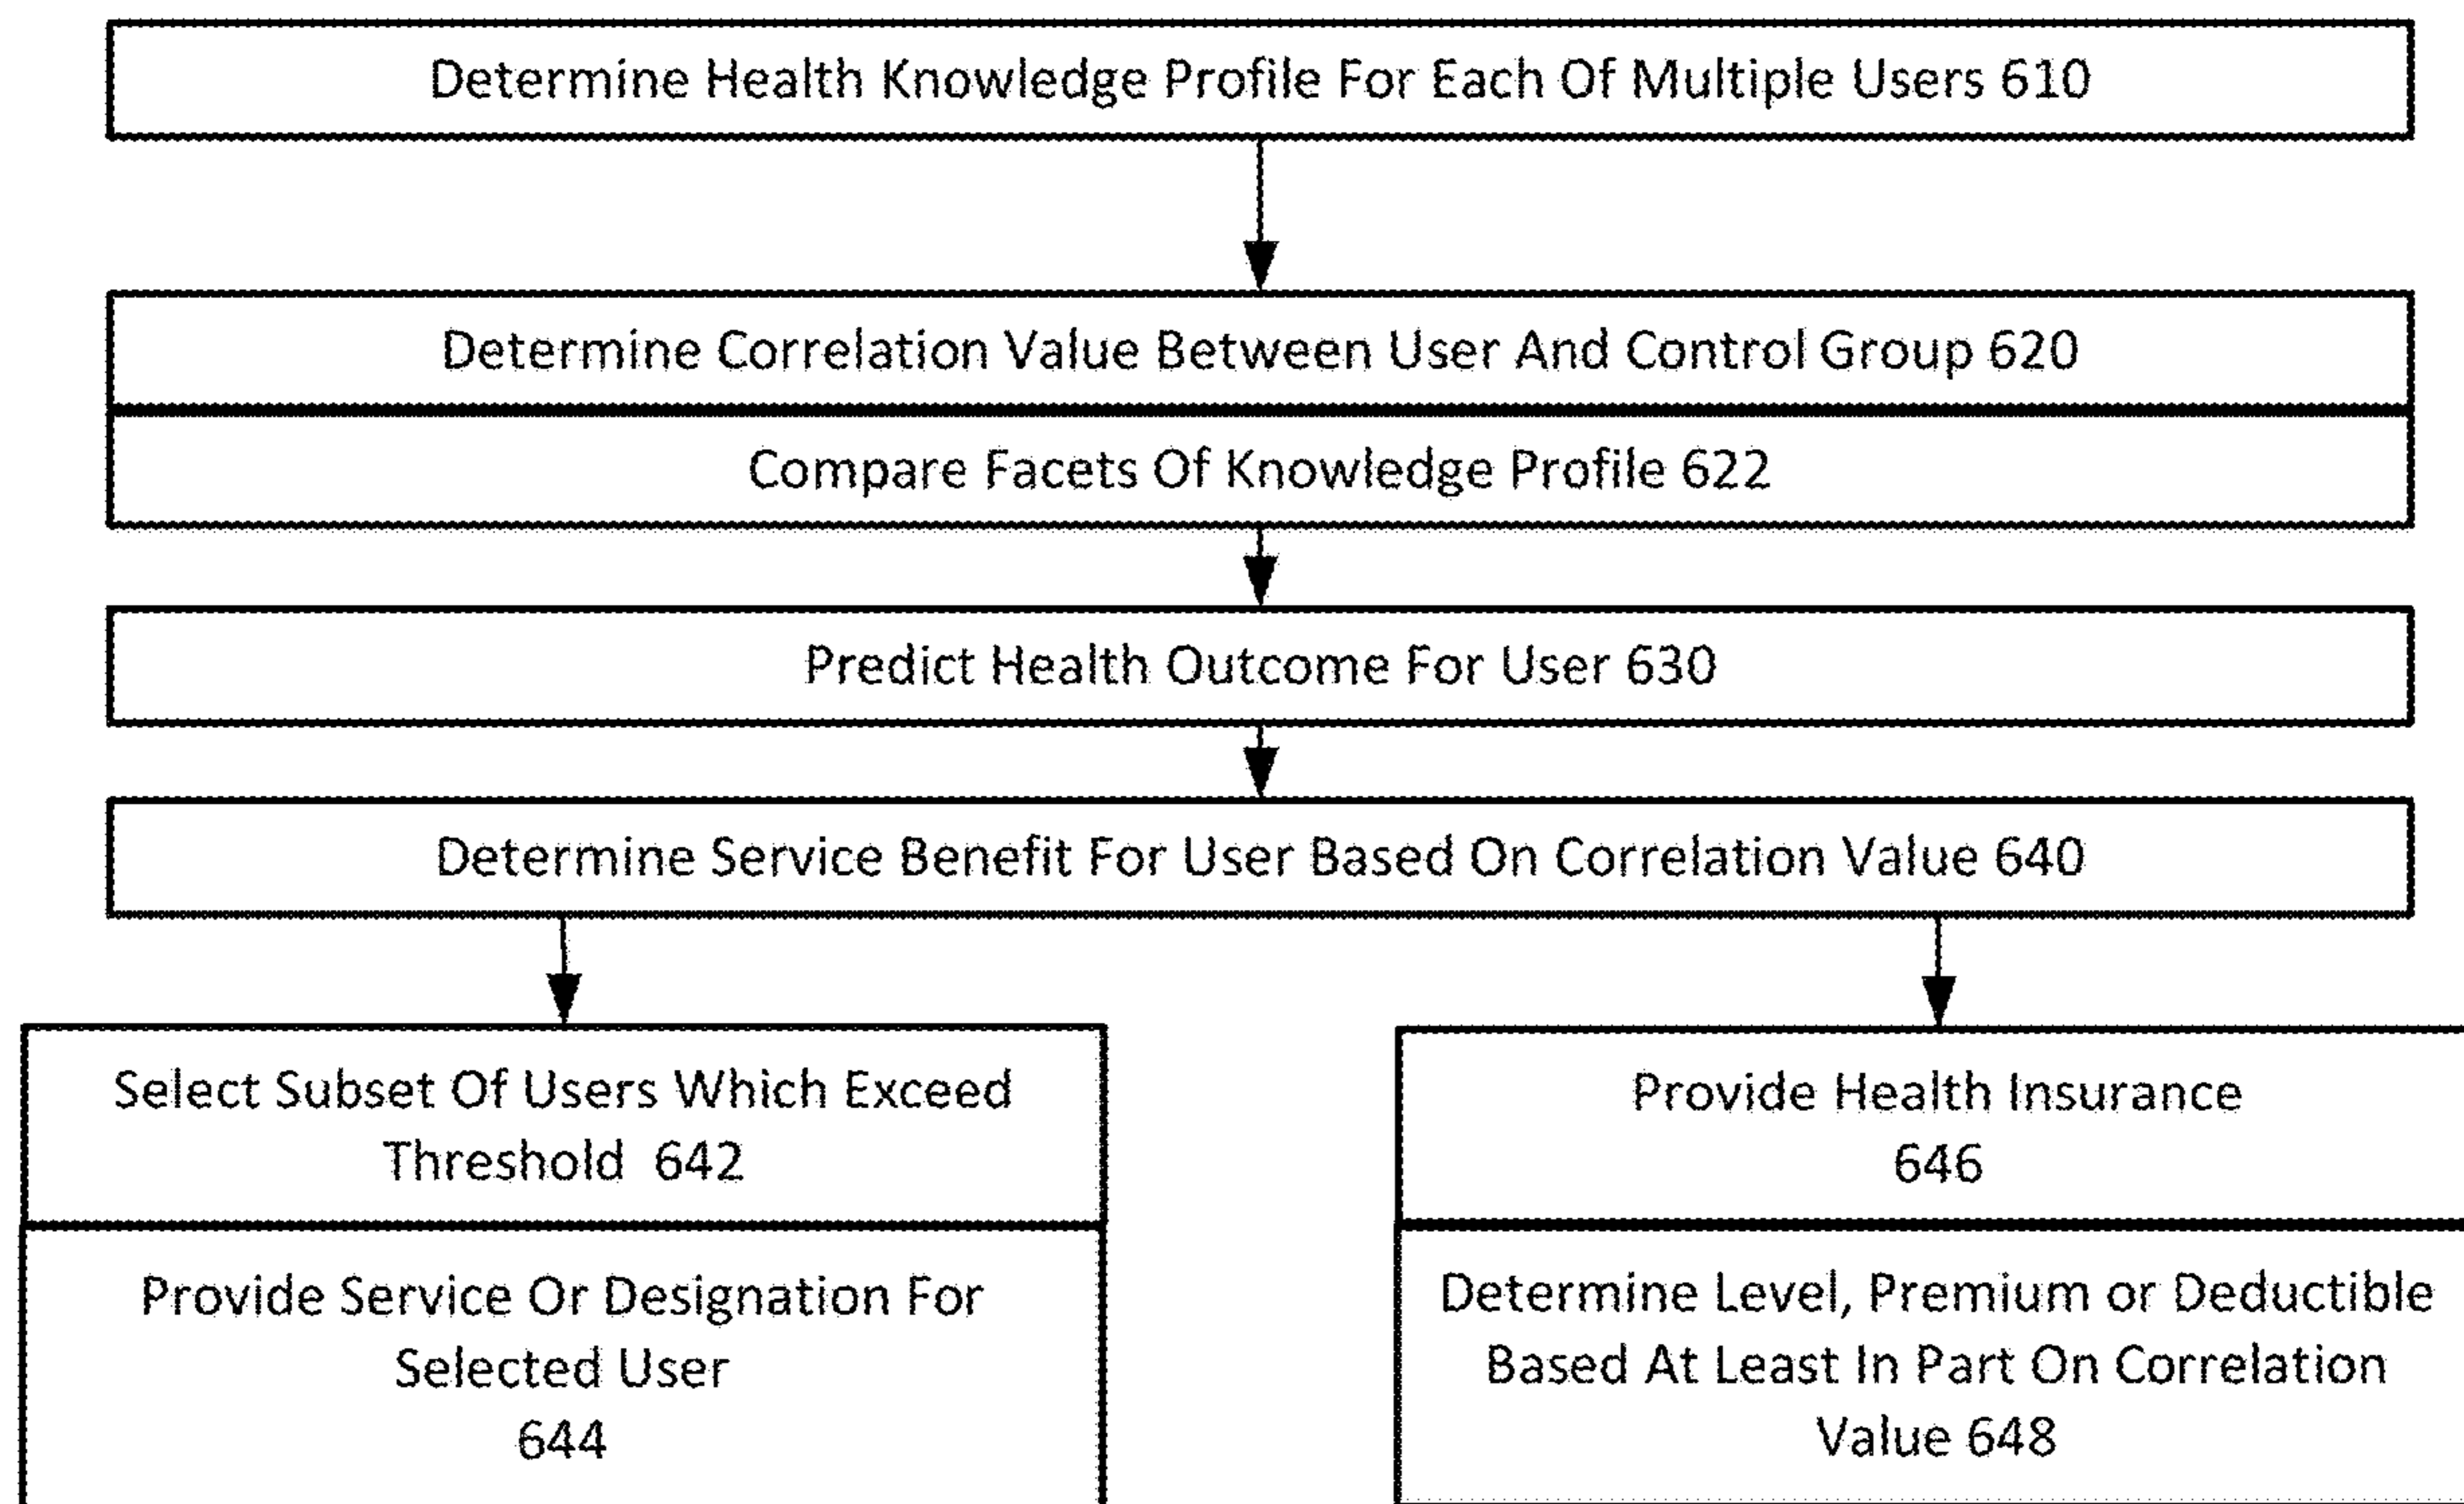 Determine Health Knowledge Profile For Each Of Multiple Users 610
Determine Correlation Value Between User And Control Group 620
Compare Facets Of Knowledge Profile 622
Predict Health Outcome For User 630
Determine Service Benefit For User Based On Correlation Value 640
Select Subset Of Users Which Exceed
Threshold 642
Provide Service Or Designation For
Selected User
644
Provide Health Insurance
646
Determine Level, Premium or Deductible
Based At Least In Part On Correlation
Value 648